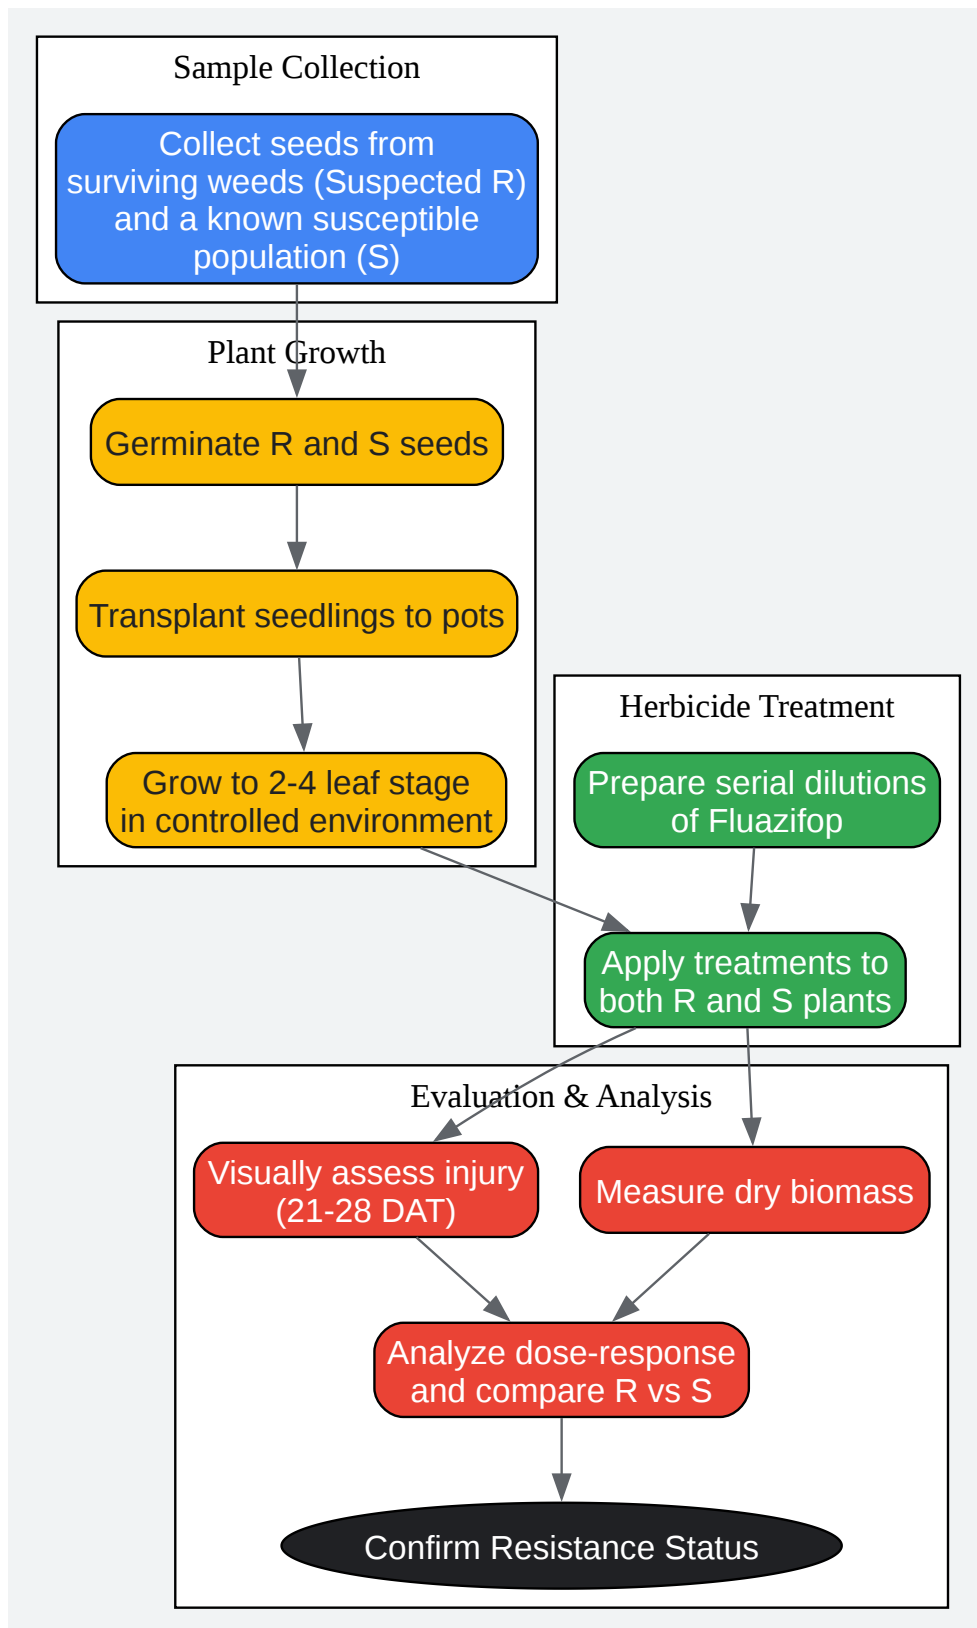 Sample Collection
Collect seeds from
surviving weeds (Suspected R)
and a known susceptible
population (S)
Plant Growth
Germinate R and S seeds
Transplant seedlings to pots
Grow to 2-4 leaf stage
in controlled environment
Herbicide Treatment
Prepare serial dilutions
of Fluazifop
Apply treatments to
both R and S plants
Evaluation & Analysis
Visually assess injury
(21-28 DAT)
Measure dry biomass
Analyze dose-response
and compare R vs S
Confirm Resistance Status